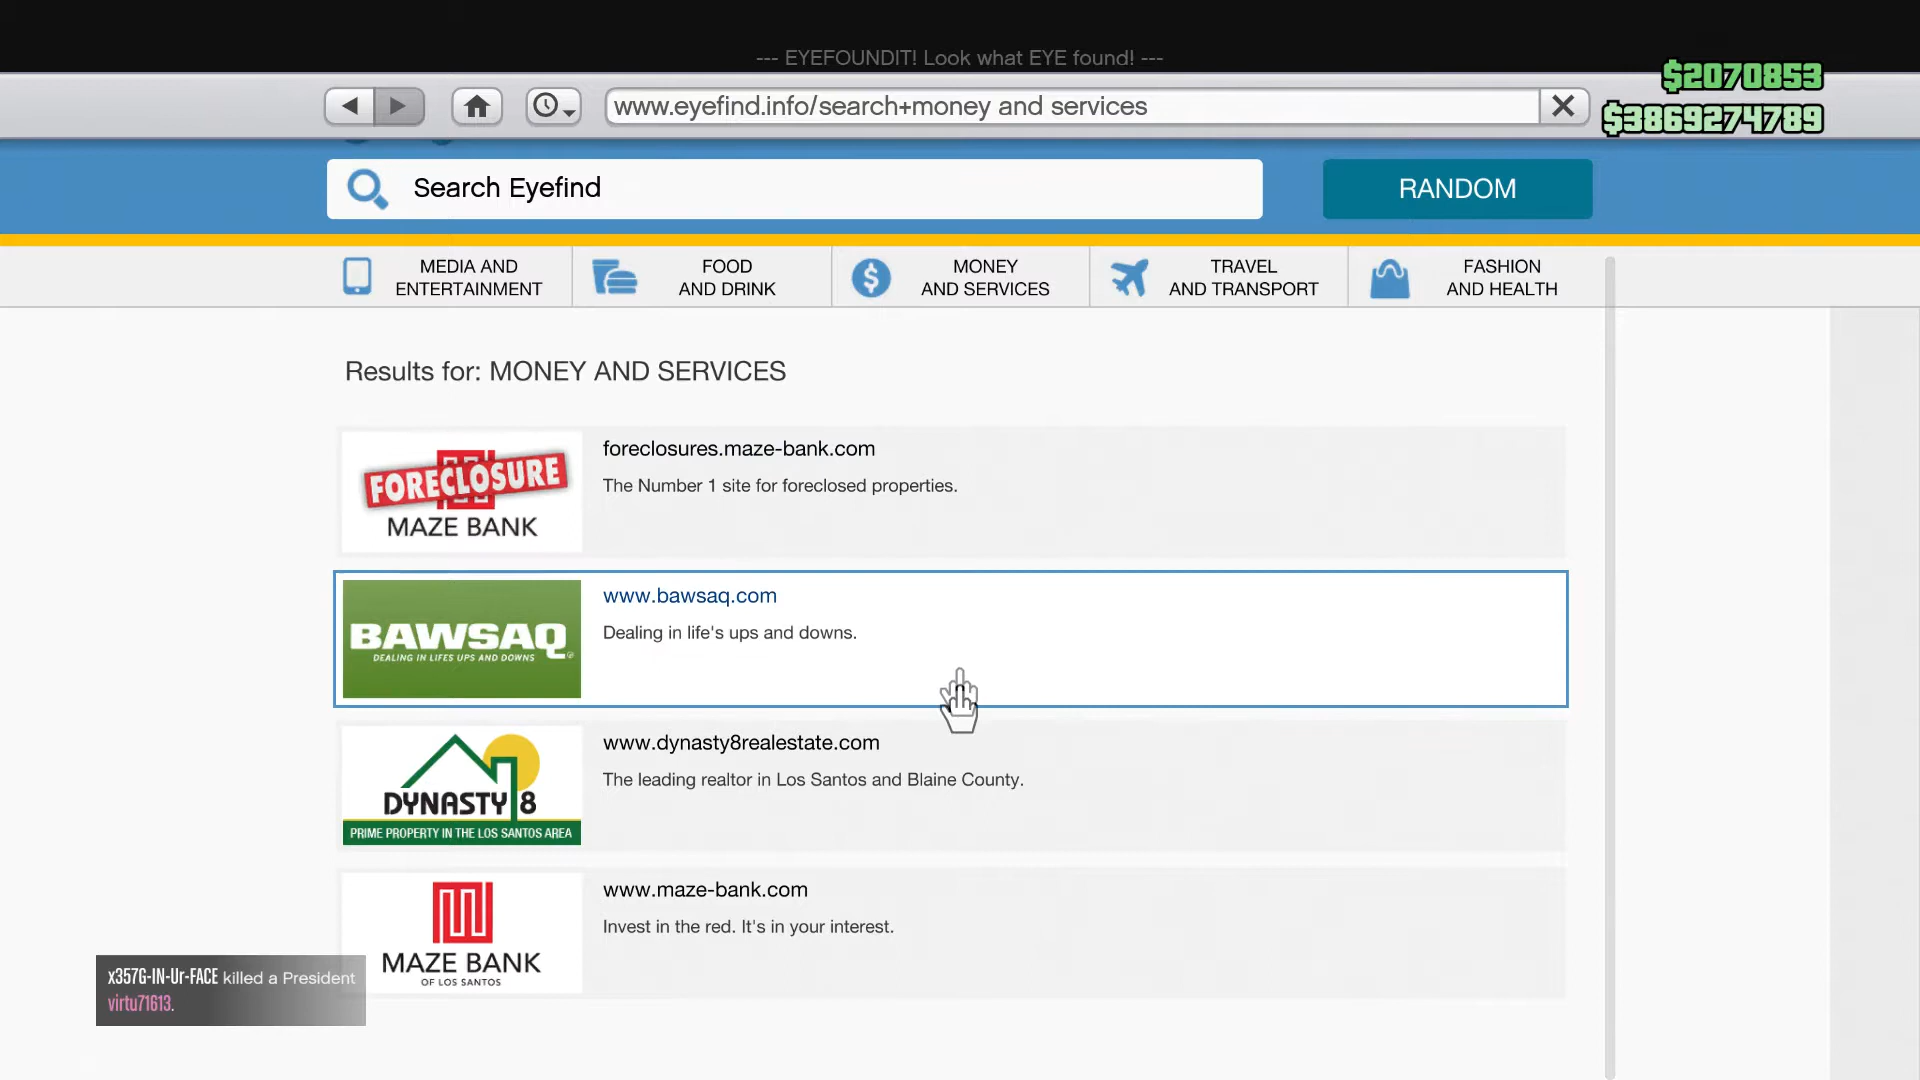 --- EYEFOUNDIT! Look what EYE found! ---
$2070853
www.eyefind.info/search+money and services
$3869274789
Search Eyefind
RANDOM
MEDIA AND
ENTERTAINMENT
FOOD
AND DRINK
MONEY
AND SERVICES
TRAVEL
AND TRANSPORT
FASHION
AND HEALTH
Results for: MONEY AND SERVICES
FORECLOSURE
MAZE BANK
foreclosures.maze-bank.com
The Number 1 site for foreclosed properties.
BAWSAQ
DEALING IN LIFES UPS AND DOWNS
www.bawsaq.com
Dealing in life's ups and downs.
DYNASTY 8
PRIME PROPERTY IN THE LOS SANTOS AREA
www.dynasty8realestate.com
The leading realtor in Los Santos and Blaine County.
MAZE BANK
OF LOS SANTOS
www.maze-bank.com
Invest in the red. It's in your interest.
x357G-IN-Ur-FACE killed a President
virtu71613.